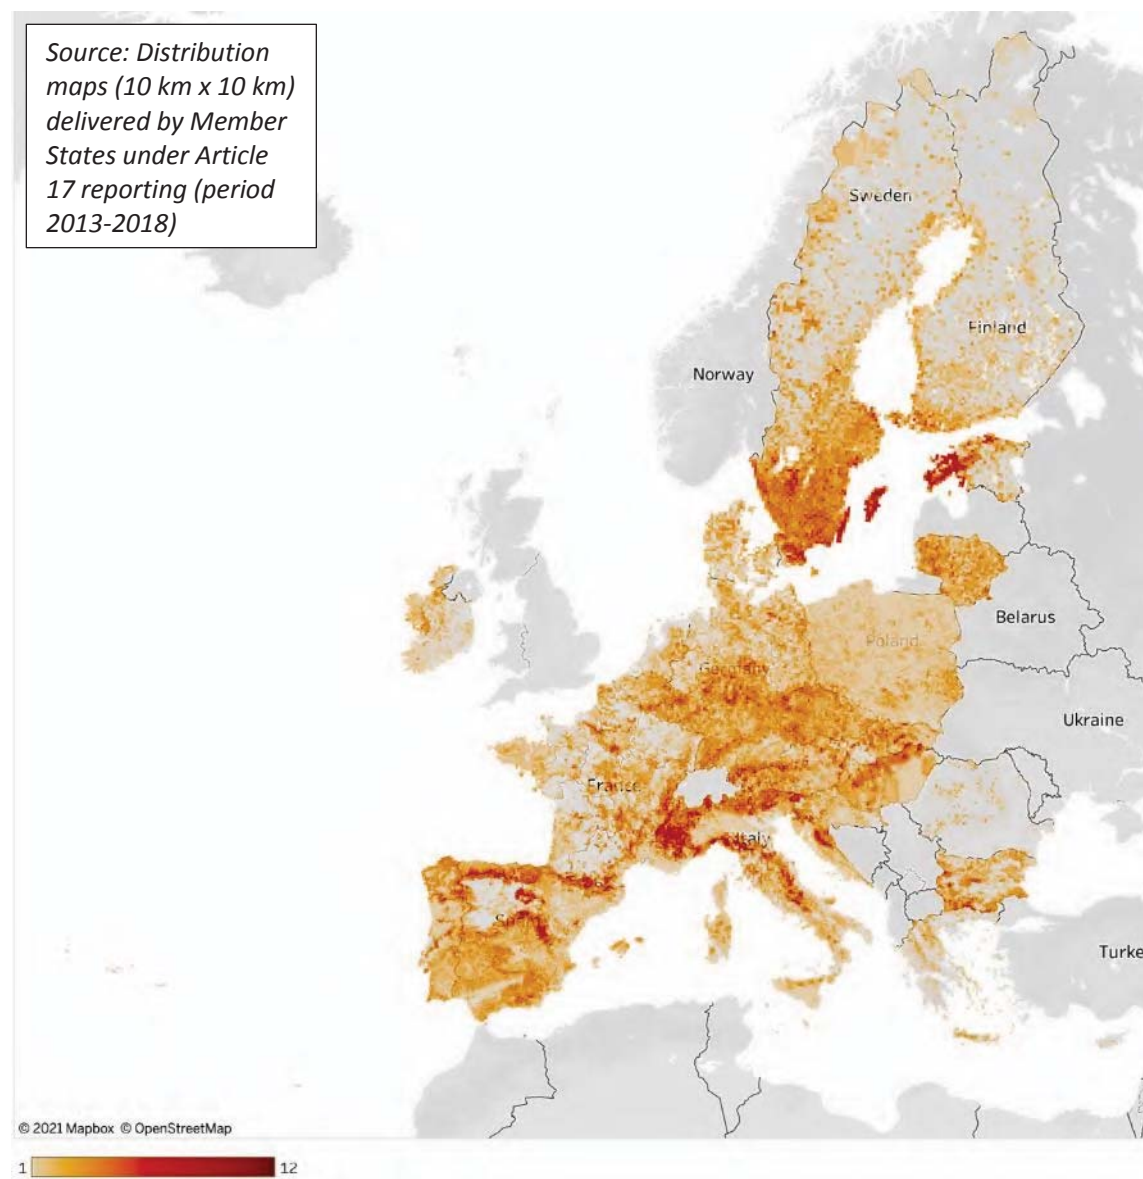 Source: Distribution
maps (10 km x 10 km)
delivered by Member
States under Article
17 reporting (period
2013-2018)
Sweden
Finland
Norway
Belarus
Poland
Germany
Ukraine
France
Italy
Spain
Turke
© 2021 Mapbox © OpenStreetMap
1
12